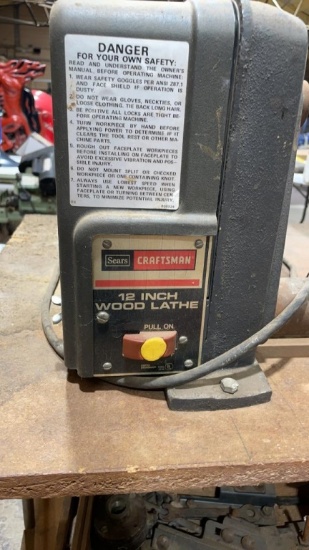 DANGER
FOR YOUR OWN SAFETY:
READ AND UNDERSTAND THE OWNER'S
MANUAL, BEFORE OPERATING MACHINE.
1. WEAR SAFETY GOGGLES PER ANSI Z87.1
AND FACE SHIELD IF OPERATION IS
DUSTY
2. DO NOT WEAR GLOVES, NECKTIES, OR
LOOSE CLOTHING, TIE BACK LONG HAIR.
3. BE POSITIVE ALL LOCKS ARE TIGHT BE-
FORE OPERATING MACHINE.
4. TURN WORKPIECE BY HAND BEFORE
APPLYING POWER TO DETERMINE IF IT
CLEARS THE TOOL REST OR OTHER MA-
CHINE PARTS.
5. ROUGH OUT FACEPLATE WORKPIECES
BEFORE INSTALLING ON FACEPLATE TO
AVOID EXCESSIVE VIBRATION AND POS-
SIBLE INJURY.
6. DO NOT MOUNT SPLIT OR CHECKED
WORKPIECE OR ONE CONTAINING KNOT.
7. ALWAYS USE LOWEST SPEED WHEN
STARTING A NEW WORKPIECE, USING
FACEPLATE OR TURNING BETWEEN CEN-
TERS, TO MINIMIZE POTENTIAL INJURY.
Sears CRAFTSMAN
12 INCH
WOOD LATHE
PULL ON